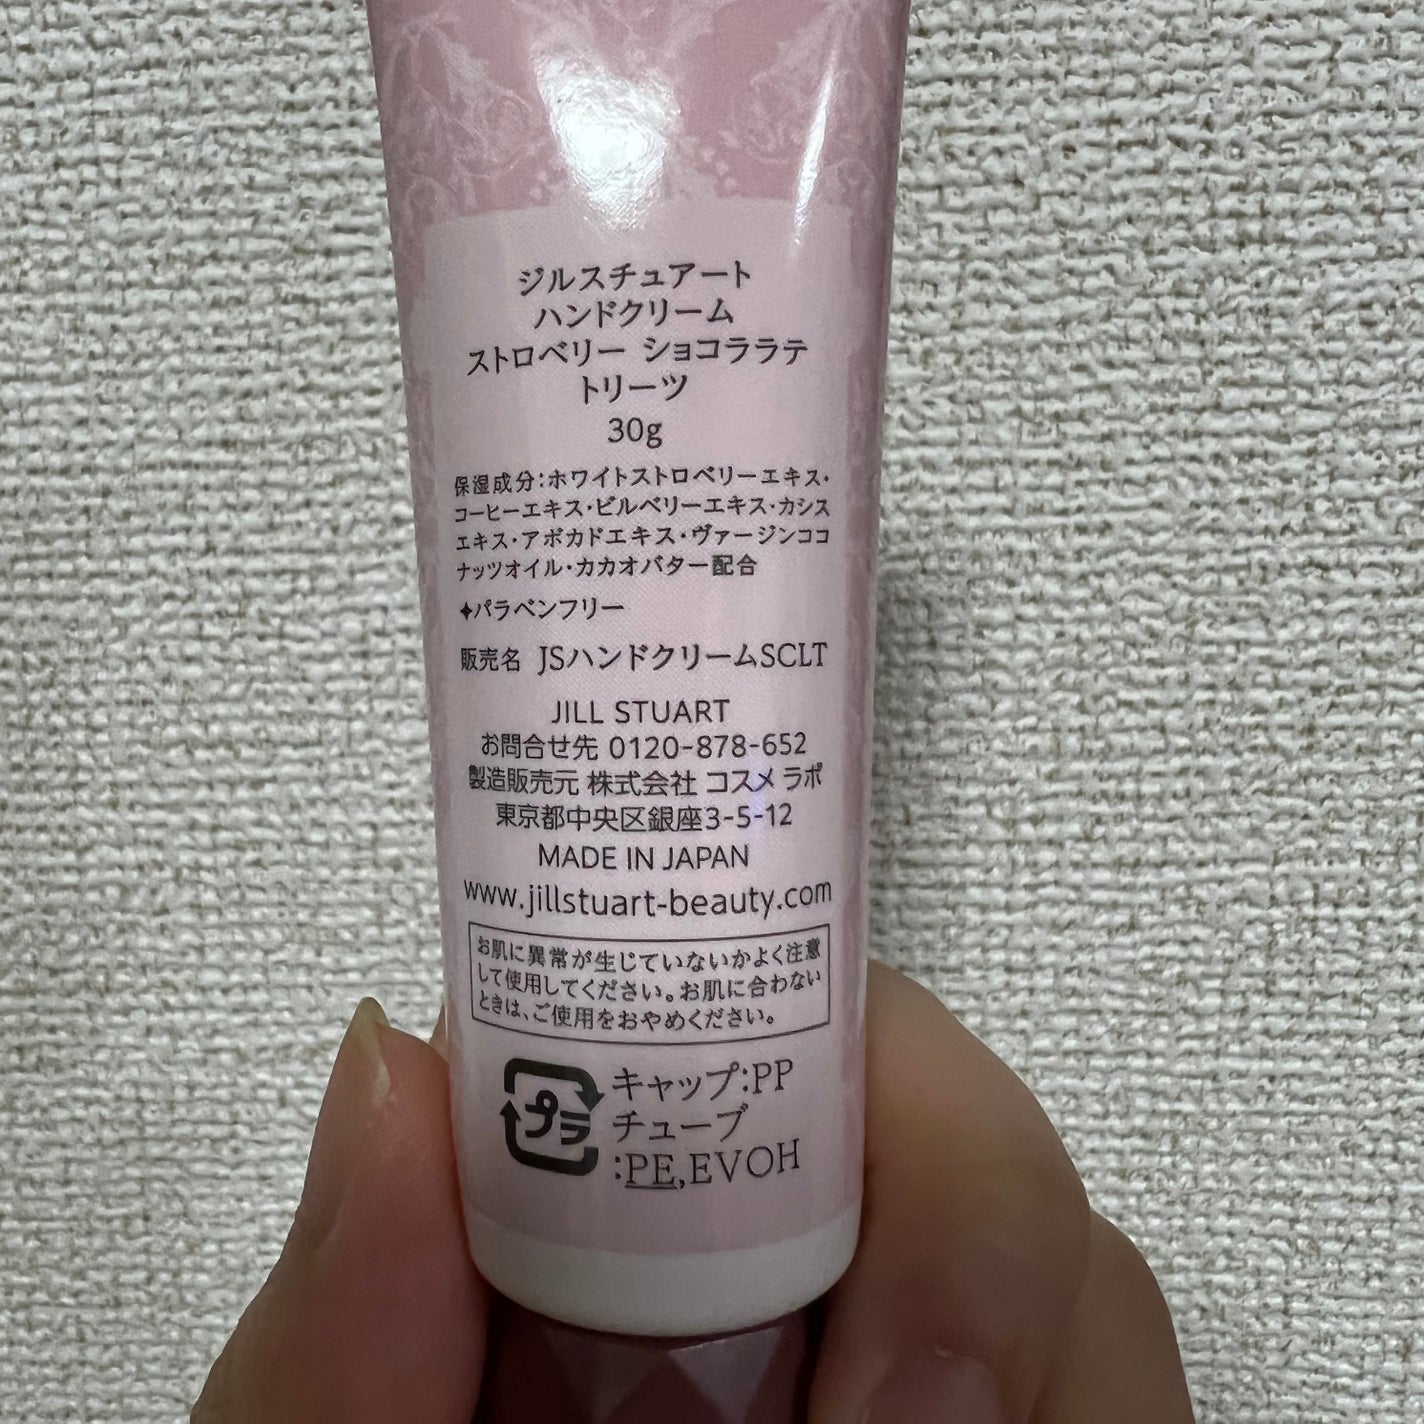 ジルスチュアート
ハンドクリーム
ストロベリー ショコララテ
トリーツ
30g
保湿成分:ホワイトストロベリーエキス・
コーヒーエキス・ビルベリーエキス・カシス
エキス・アボカドエキス・ヴァージンココ
ナッツオイル・カカオバター配合
✦パラベンフリー
販売名 JSハンドクリームSCLT
JILL STUART
お問合せ先 0120-878-652
製造販売元 株式会社 コスメ ラボ
東京都中央区銀座3-5-12
MADE IN JAPAN
www.jillstuart-beauty.com
お肌に異常が生じていないかよく注意
して使用してください。お肌に合わない
ときは、ご使用をおやめください。
プラ
キャップ:PP
チューブ
:PE,EVOH